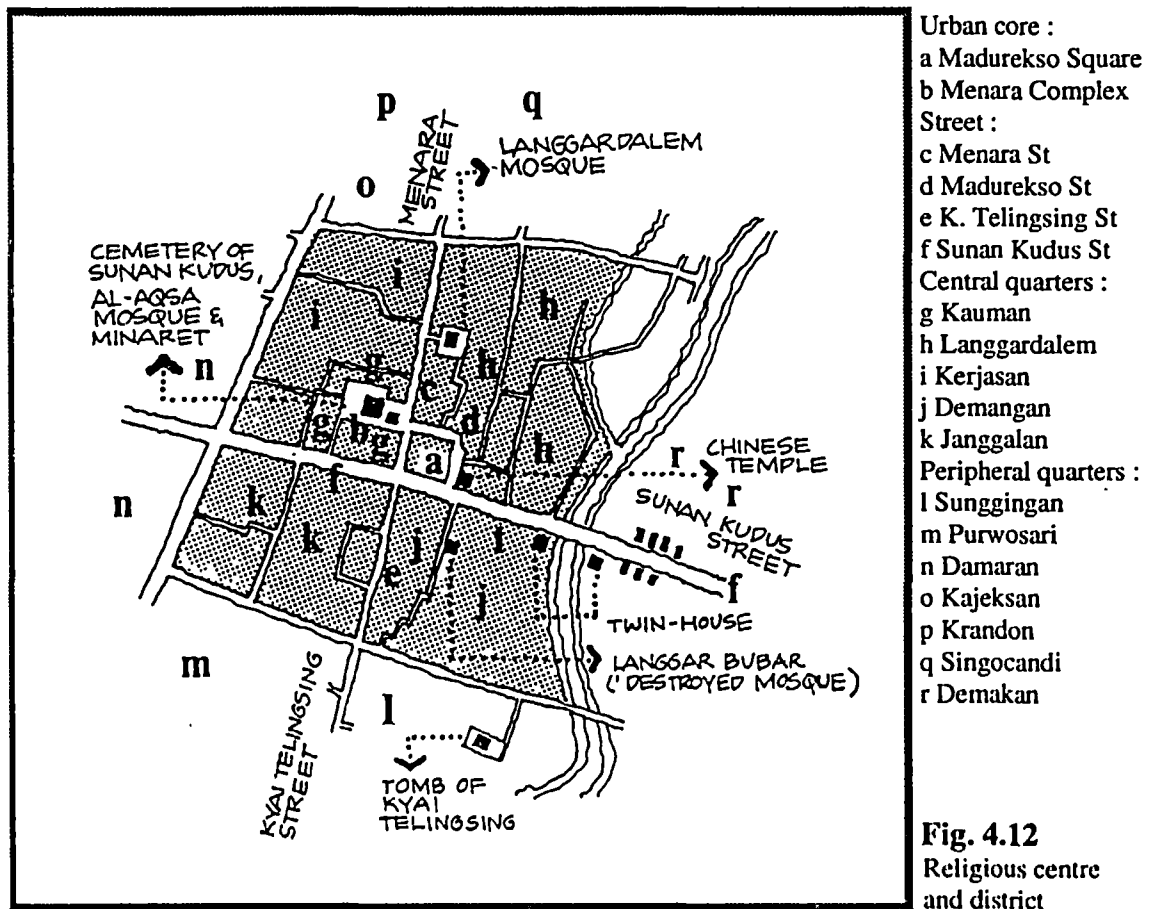 p
q
MENARA
STREET
LANGGARDALEM
MOSQUE
o
CEMETERY OF
SUNAN KUDUS,
AL-AQSA
MOSQUE &
MINARET
i
h
i
n
g
c
h
g
b
g
d
a
h
r
CHINESE
TEMPLE
r
SUNAN KUDUS
STREET
f
n
k
k
j
e
j
f
TWIN-HOUSE
LANGGAR BUBAR
('DESTROYED MOSQUE)
m
l
KYAI TELINGSING
STREET
TOMB OF
KYAI
TELINGSING
Urban core :
a Madurekso Square
b Menara Complex
Street :
c Menara St
d Madurekso St
e K. Telingsing St
f Sunan Kudus St
Central quarters :
g Kauman
h Langgardalem
i Kerjasan
j Demangan
k Janggalan
Peripheral quarters :
l Sunggingan
m Purwosari
n Damaran
o Kajeksan
p Krandon
q Singocandi
r Demakan
Fig. 4.12
Religious centre
and district